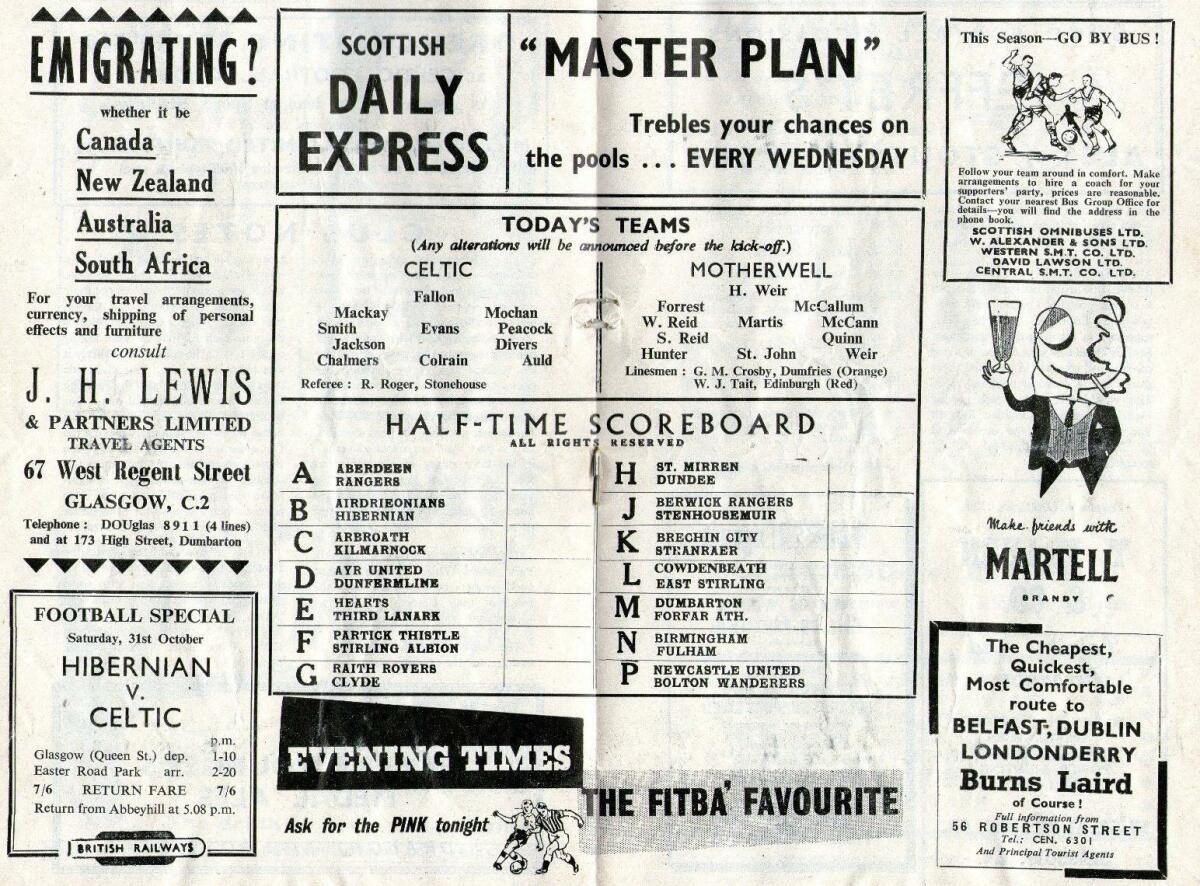 EMIGRATING?
whether it be
Canada
New Zealand
Australia
South Africa
For your travel arrangements,
currency, shipping of personal
effects and furniture
consult
J. H. LEWIS
& PARTNERS LIMITED
TRAVEL AGENTS
67 West Regent Street
GLASGOW, C.2
Telephone : DOUglas 8911 (4 lines)
and at 173 High Street, Dumbarton
FOOTBALL SPECIAL
Saturday, 31st October
HIBERNIAN
V.
CELTIC
p.m.
Glasgow (Queen St.) dep. 1-10
Easter Road Park arr. 2-20
7/6 RETURN FARE 7/6
Return from Abbeyhill at 5.08 p.m.
BRITISH RAILWAYS
SCOTTISH
DAILY
EXPRESS
"MASTER PLAN"
Trebles your chances on
the pools ... EVERY WEDNESDAY
TODAY'S TEAMS
(Any alterations will be announced before the kick-off.)
CELTIC
Fallon
Mackay Mochan
Smith Evans Peacock
Jackson Divers
Chalmers Colrain Auld
Referee : R. Roger, Stonehouse
MOTHERWELL
H. Weir
Forrest McCallum
W. Reid Martis McCann
S. Reid Quinn
Hunter St. John Weir
Linesmen : G. M. Crosby, Dumfries (Orange)
W. J. Tait, Edinburgh (Red)
HALF-TIME SCOREBOARD
ALL RIGHTS RESERVED
A ABERDEEN
RANGERS
B AIRDRIEONIANS
HIBERNIAN
C ARBROATH
KILMARNOCK
D AYR UNITED
DUNFERMLINE
E HEARTS
THIRD LANARK
F PARTICK THISTLE
STIRLING ALBION
G RAITH ROVERS
CLYDE
H ST. MIRREN
DUNDEE
J BERWICK RANGERS
STENHOUSEMUIR
K BRECHIN CITY
STRANRAER
L COWDENBEATH
EAST STIRLING
M DUMBARTON
FORFAR ATH.
N BIRMINGHAM
FULHAM
P NEWCASTLE UNITED
BOLTON WANDERERS
EVENING TIMES
THE FITBA' FAVOURITE
Ask for the PINK tonight
This Season—GO BY BUS !
Follow your team around in comfort. Make
arrangements to hire a coach for your
supporters' party, prices are reasonable.
Contact your nearest Bus Group Office for
details—you will find the address in the
phone book.
SCOTTISH OMNIBUSES LTD.
W. ALEXANDER & SONS LTD.
WESTERN S.M.T. CO. LTD.
DAVID LAWSON LTD.
CENTRAL S.M.T. CO. LTD.
Make friends with
MARTELL
BRANDY
The Cheapest,
Quickest,
Most Comfortable
route to
BELFAST, DUBLIN
LONDONDERRY
Burns Laird
of Course !
Full information from
56 ROBERTSON STREET
Tel.: CEN. 6301
And Principal Tourist Agents